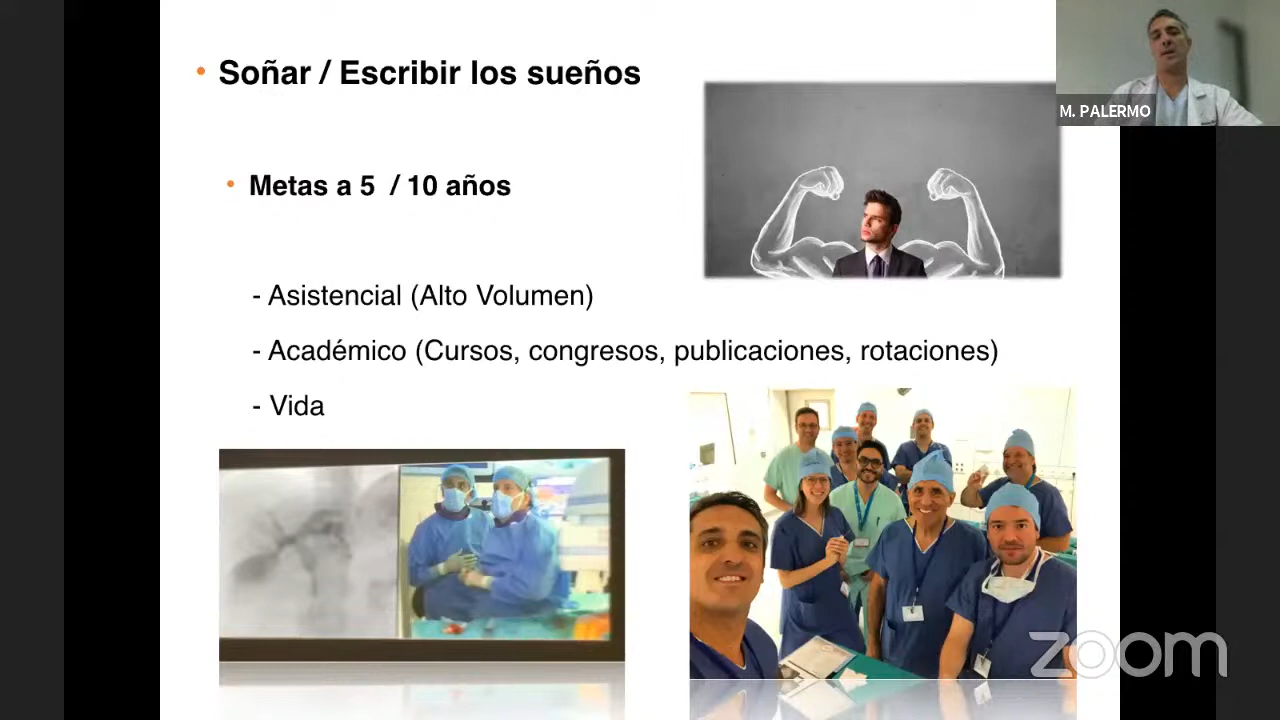 • Soñar / Escribir los sueños
• Metas a 5 / 10 años
- Asistencial (Alto Volumen)
- Académico (Cursos, congresos, publicaciones, rotaciones)
- Vida
M. PALERMO
zoom